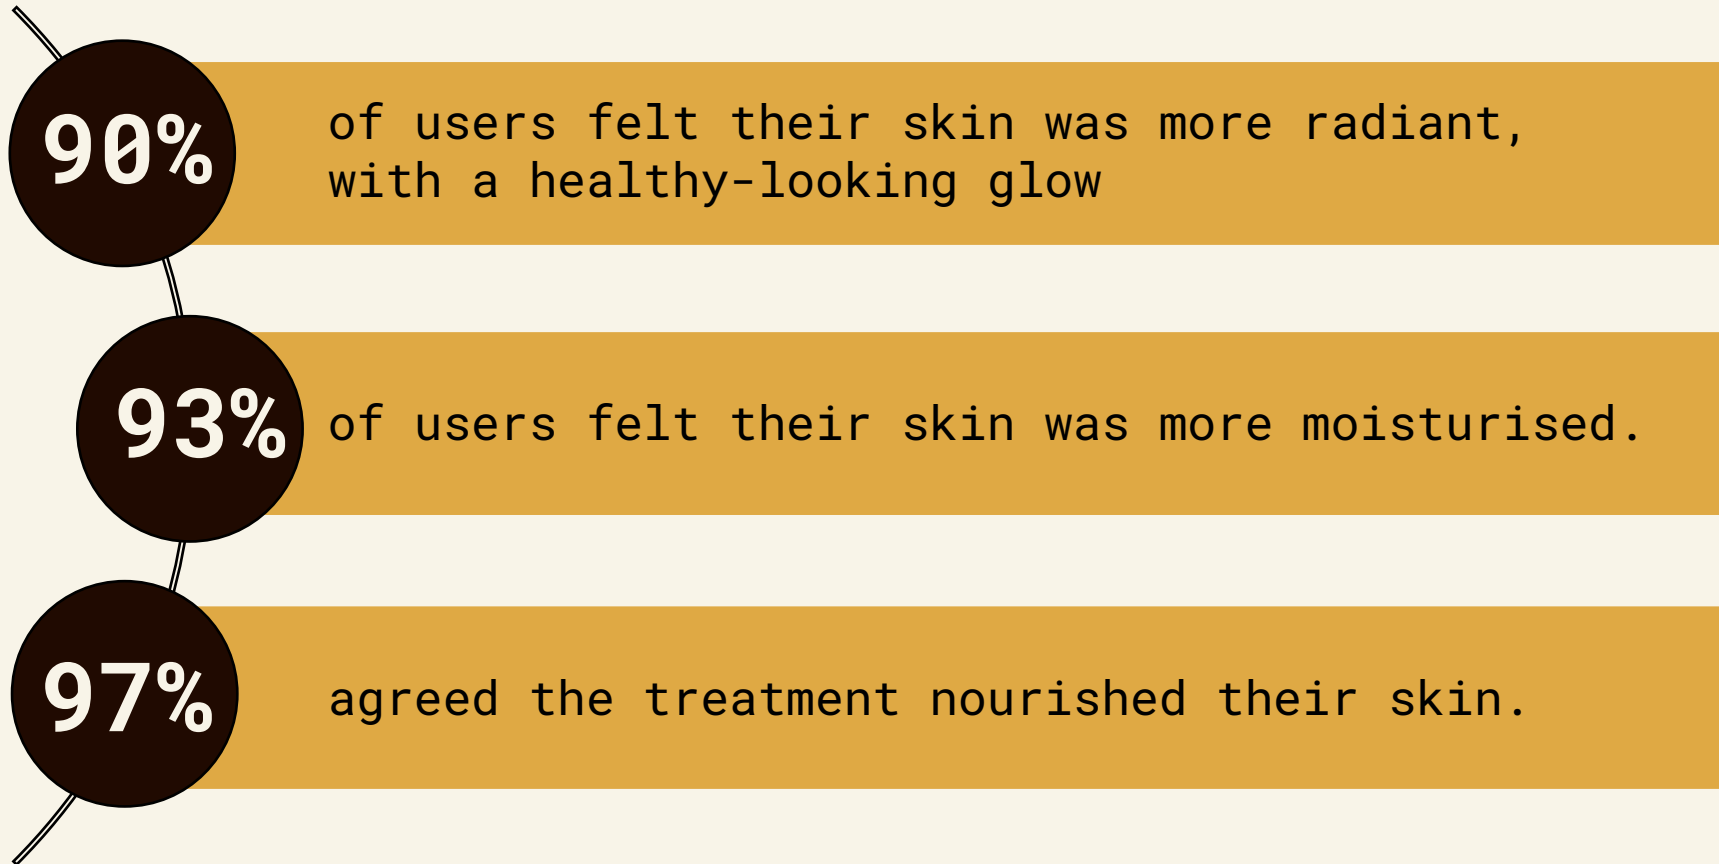 90%
of users felt their skin was more radiant,
with a healthy-looking glow
93%
of users felt their skin was more moisturised.
97%
agreed the treatment nourished their skin.